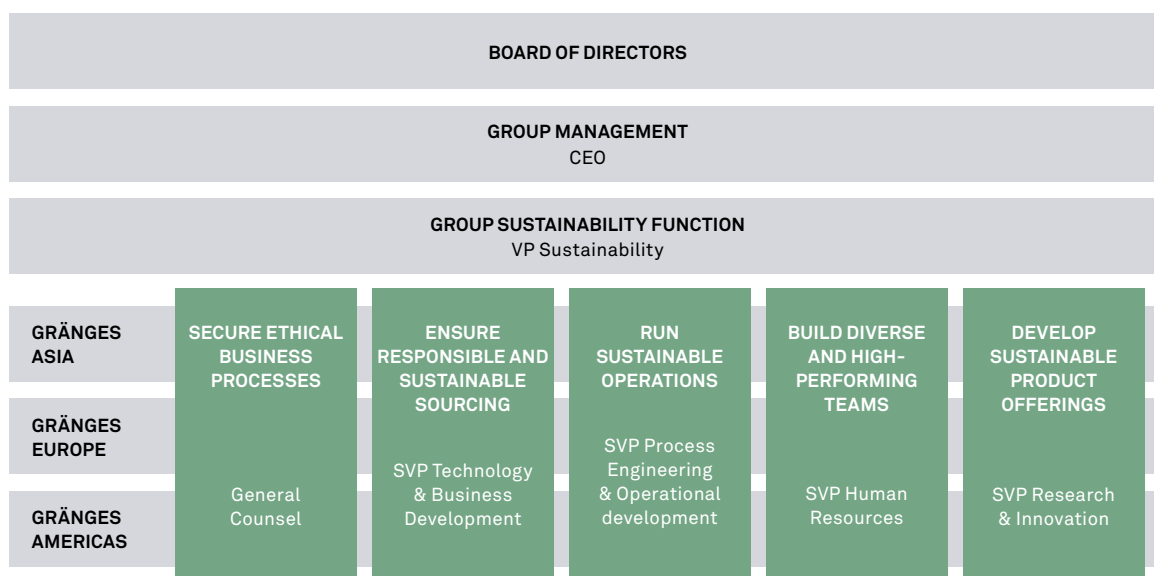 BOARD OF DIRECTORS
GROUP MANAGEMENT
CEO
GROUP SUSTAINABILITY FUNCTION
VP Sustainability
GRÄNGES
ASIA
GRÄNGES
EUROPE
GRÄNGES
AMERICAS
SECURE ETHICAL
BUSINESS
PROCESSES
General
Counsel
ENSURE
RESPONSIBLE AND
SUSTAINABLE
SOURCING
SVP Technology
& Business
Development
RUN
SUSTAINABLE
OPERATIONS
SVP Process
Engineering
& Operational
development
BUILD DIVERSE
AND HIGH-
PERFORMING
TEAMS
SVP Human
Resources
DEVELOP
SUSTAINABLE
PRODUCT
OFFERINGS
SVP Research
& Innovation